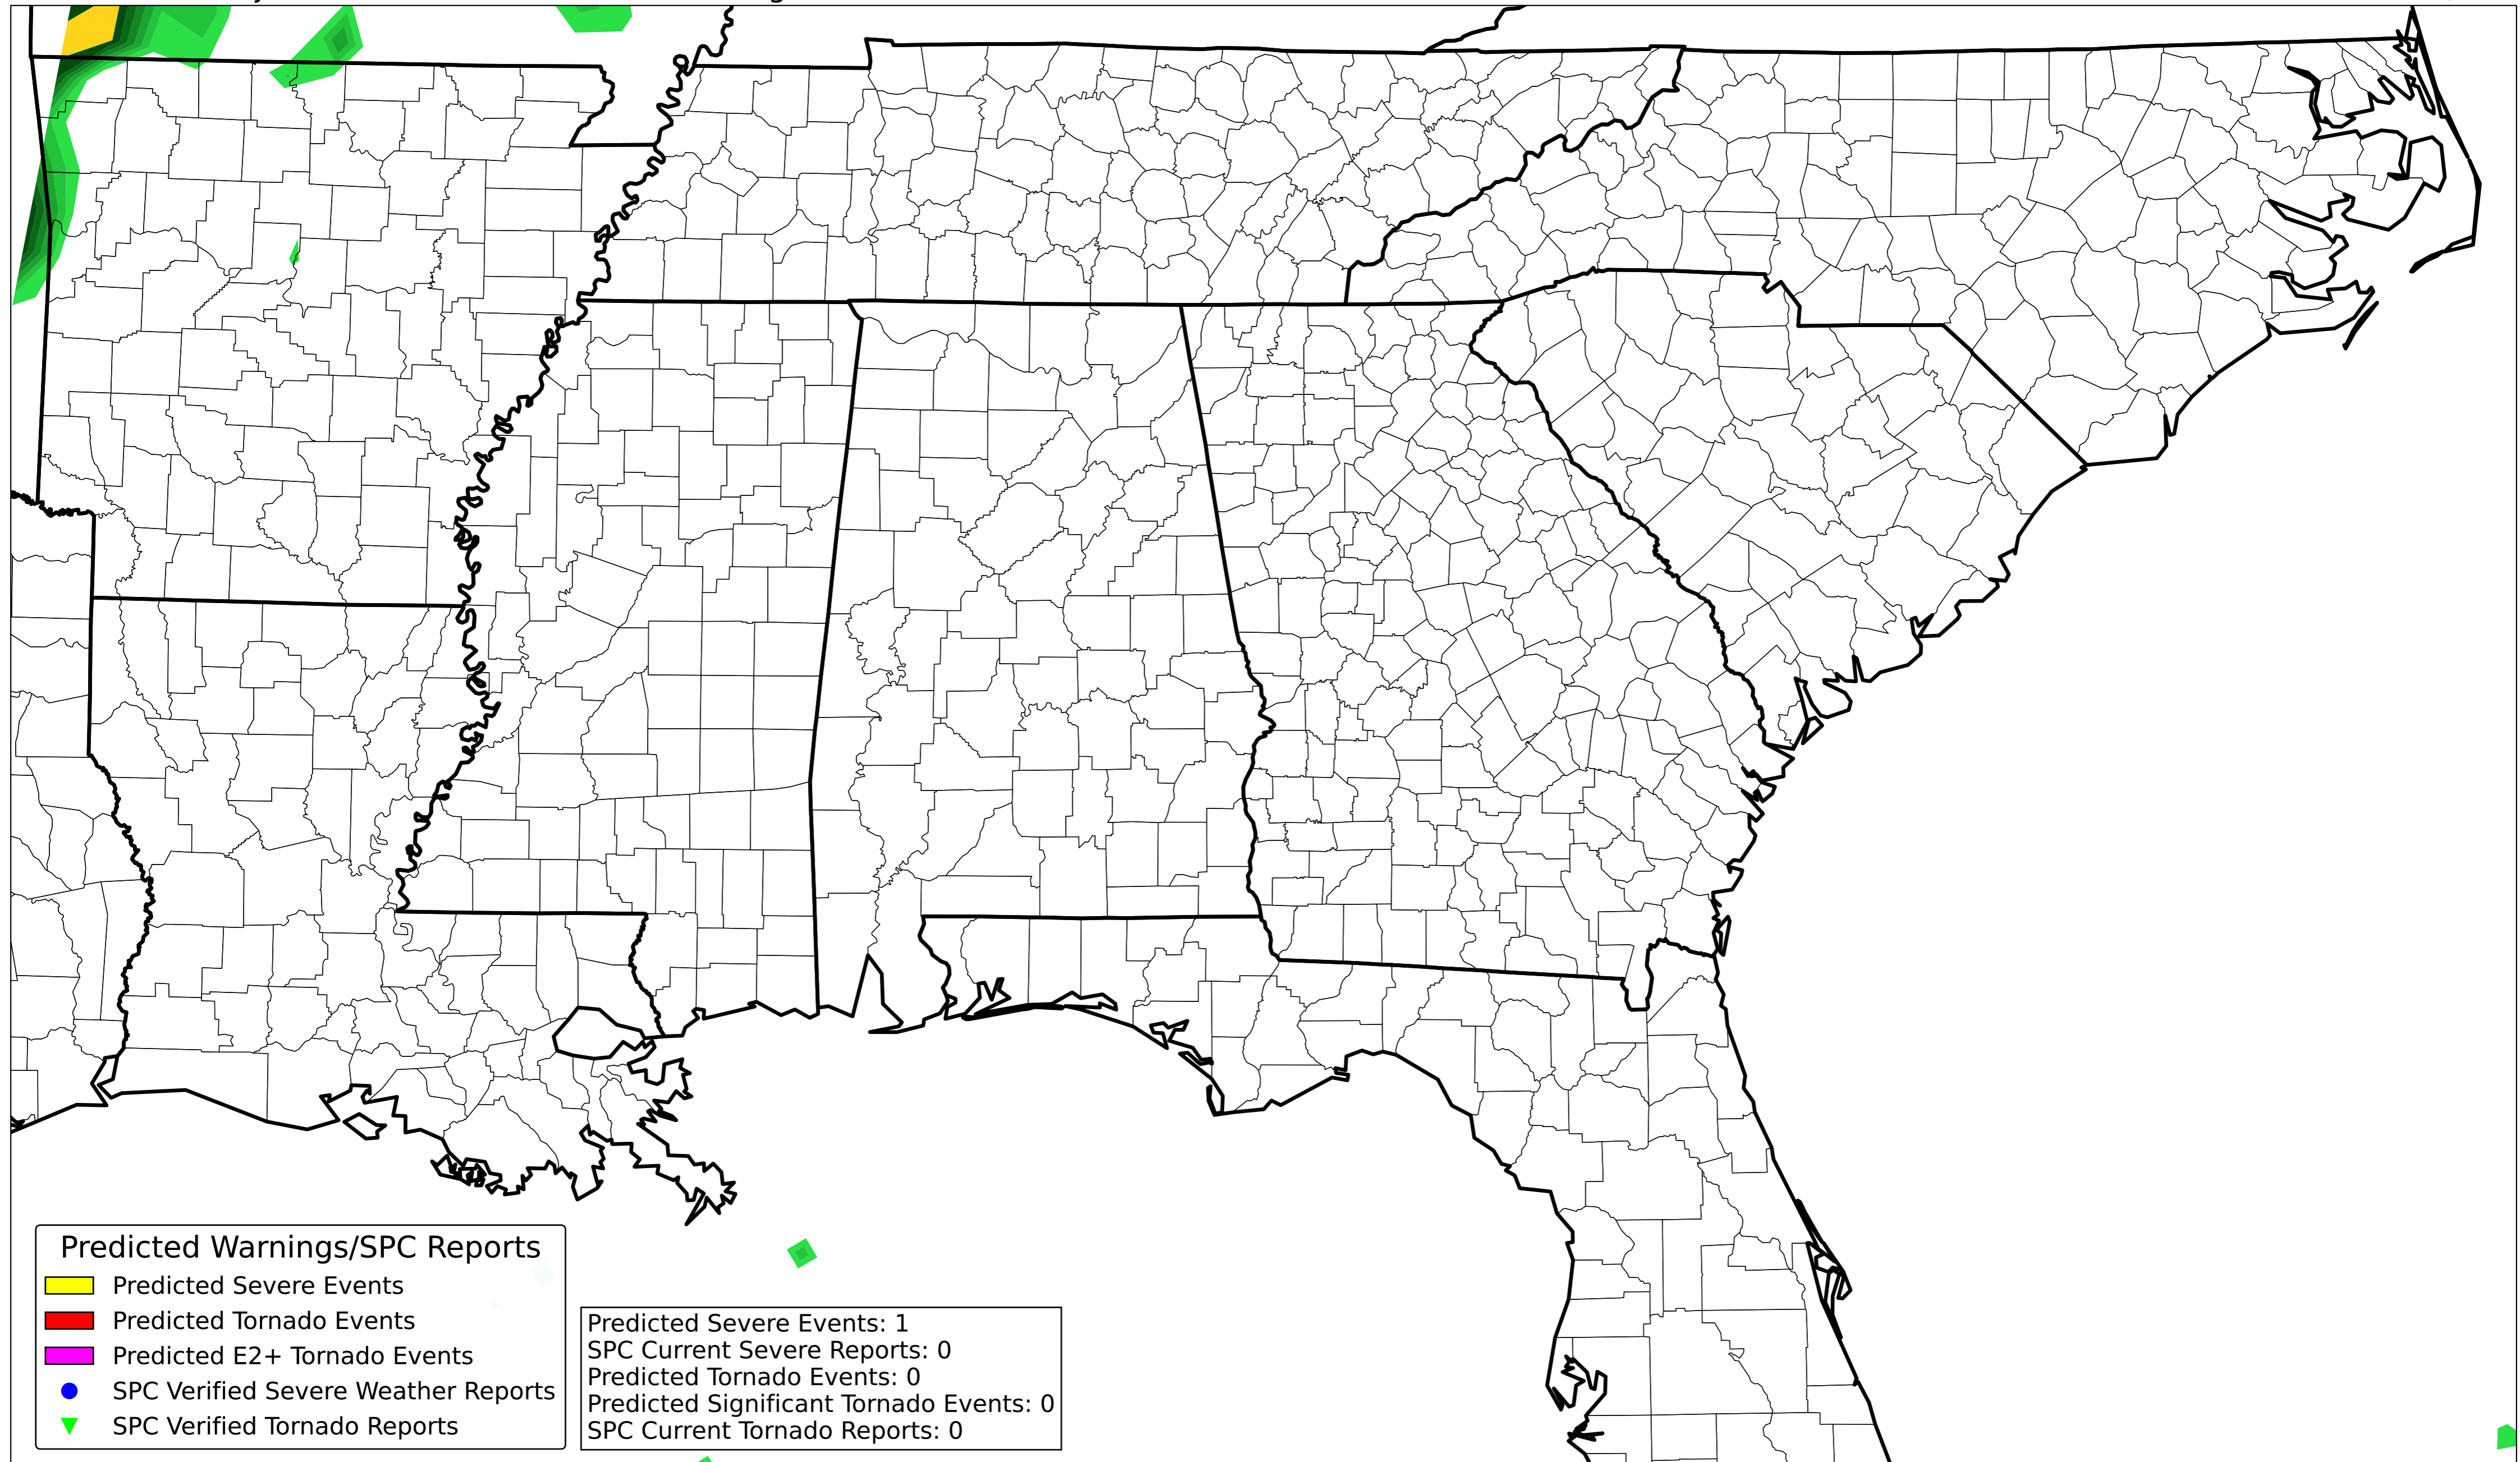 Predicted Warnings/SPC Reports
Predicted Severe Events
Predicted Tornado Events
Predicted E2+ Tornado Events
SPC Verified Severe Weather Reports
SPC Verified Tornado Reports
Predicted Severe Events: 1
SPC Current Severe Reports: 0
Predicted Tornado Events: 0
Predicted Significant Tornado Events: 0
SPC Current Tornado Reports: 0